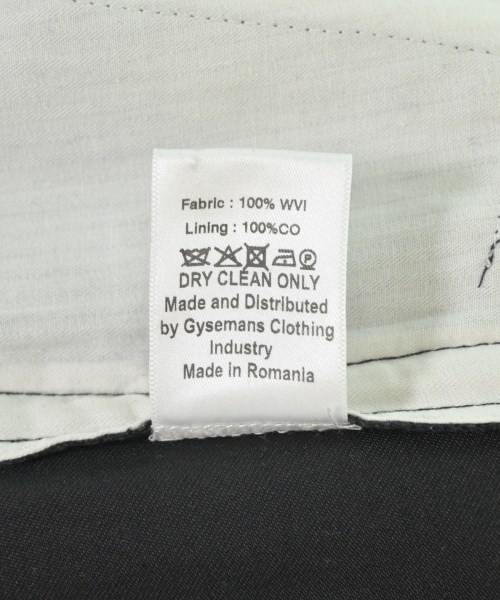 Fabric : 100% WVI
Lining : 100%CO
P
DRY CLEAN ONLY
Made and Distributed
by Gysemans Clothing
Industry
Made in Romania